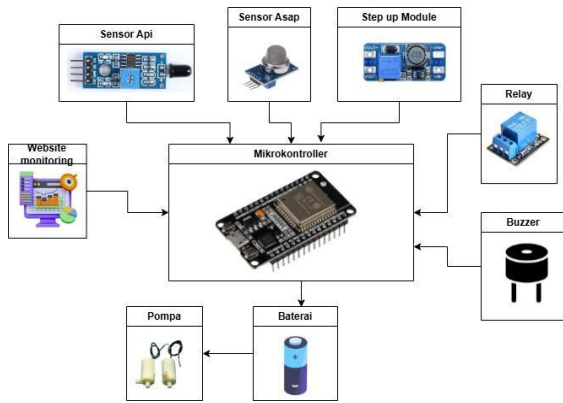 Sensor Api
Sensor Asap
Step up Module
Relay
Website
monitoring
Mikrokontroller
Buzzer
Pompa
Baterai